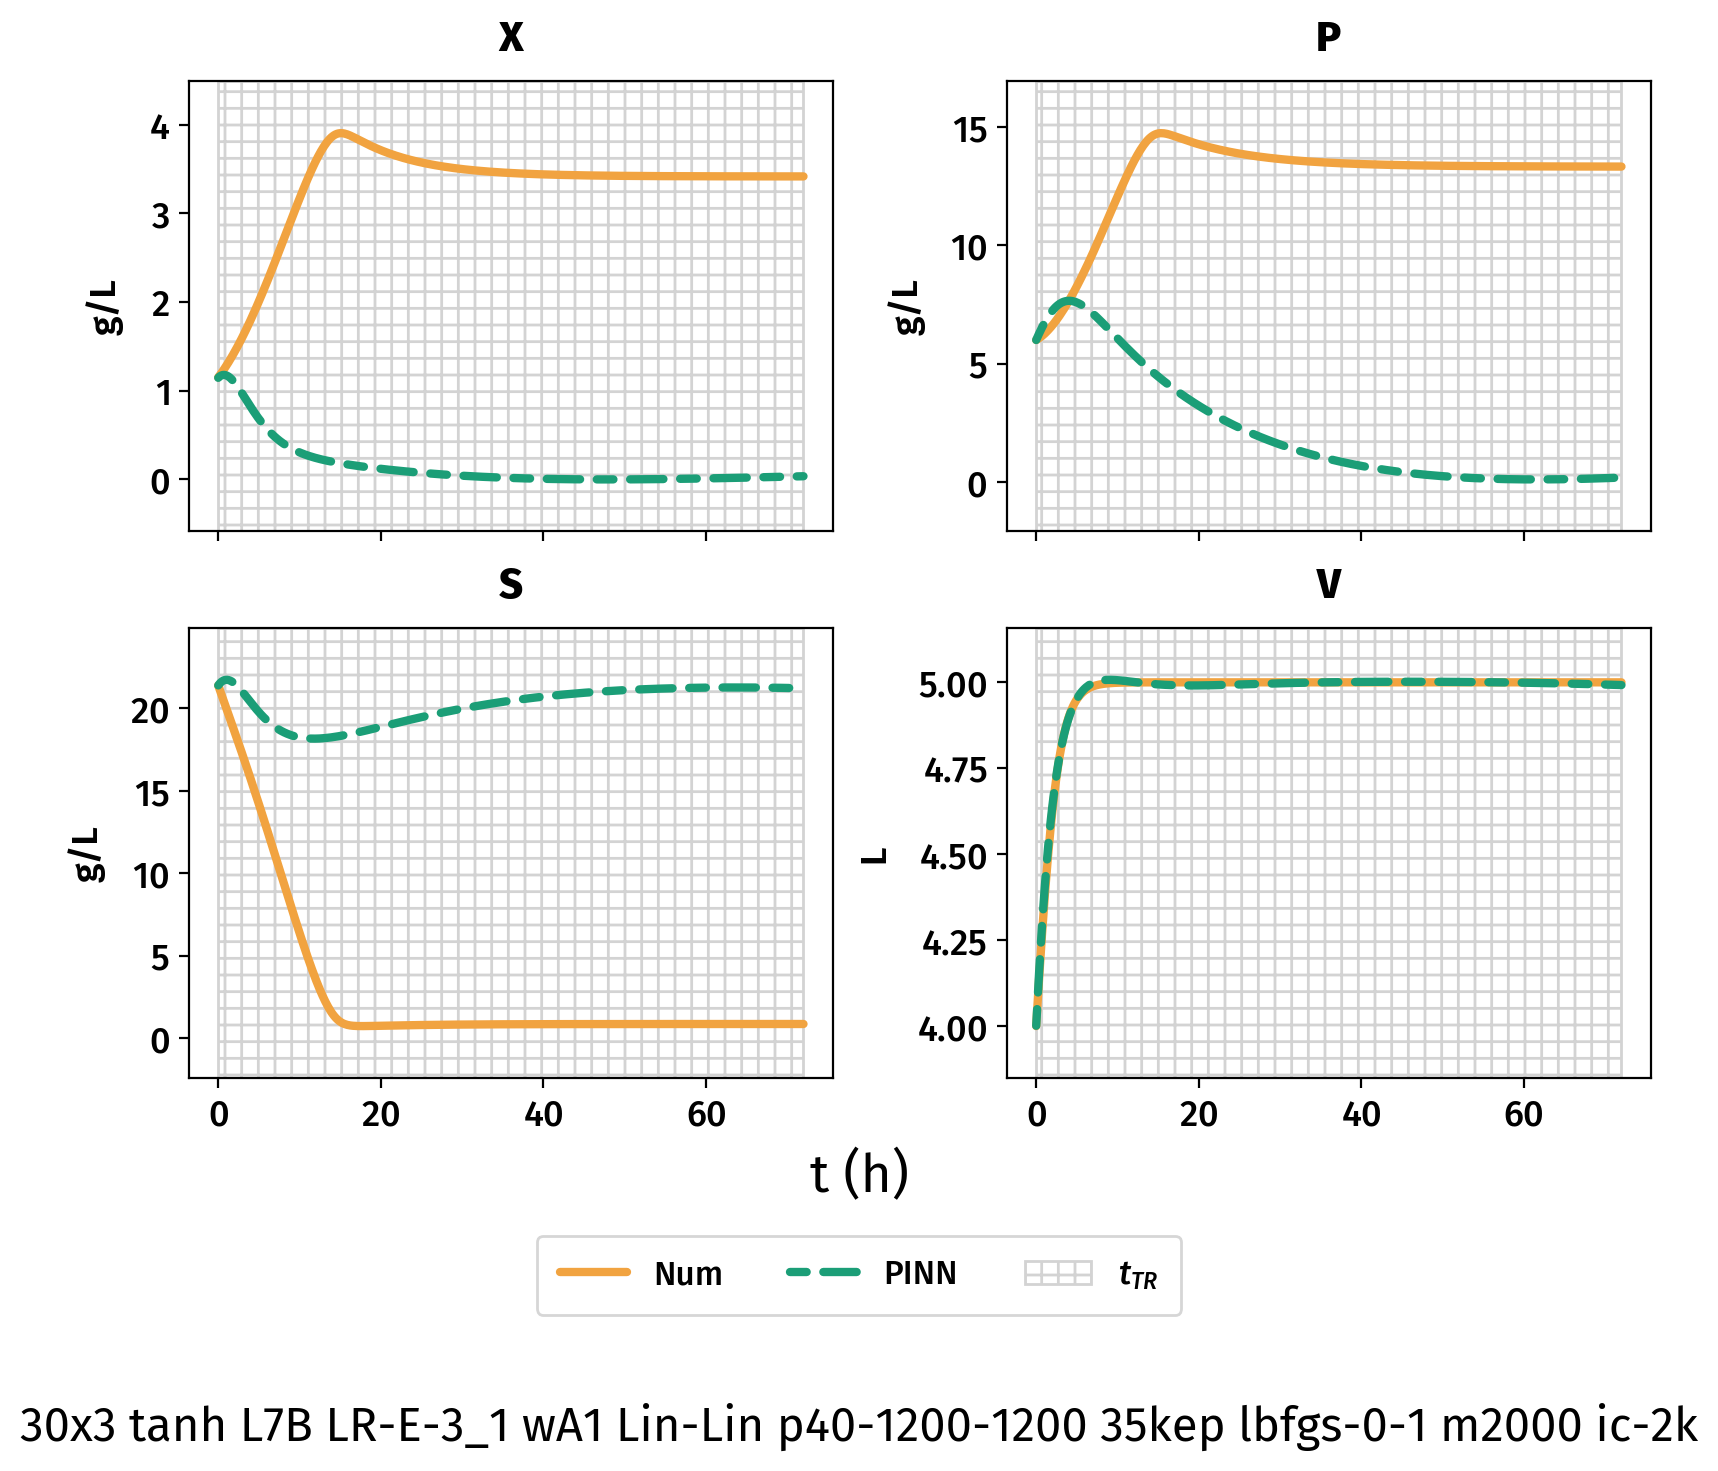 X
P
4
3
2
1
0
g/L
15
10
5
0
g/L
S
V
20
15
10
5
0
g/L
0 20 40 60
5.00
4.75
4.50
4.25
4.00
L
0 20 40 60
t (h)
Num PINN tTR
30x3 tanh L7B LR-E-3_1 wA1 Lin-Lin p40-1200-1200 35kep lbfgs-0-1 m2000 ic-2k